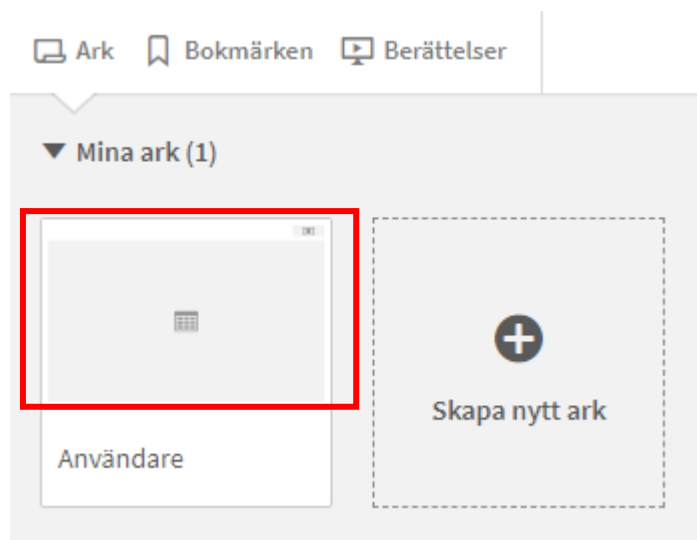 Ark Bokmärken Berättelser
Mina ark (1)
Skapa nytt ark
Användare